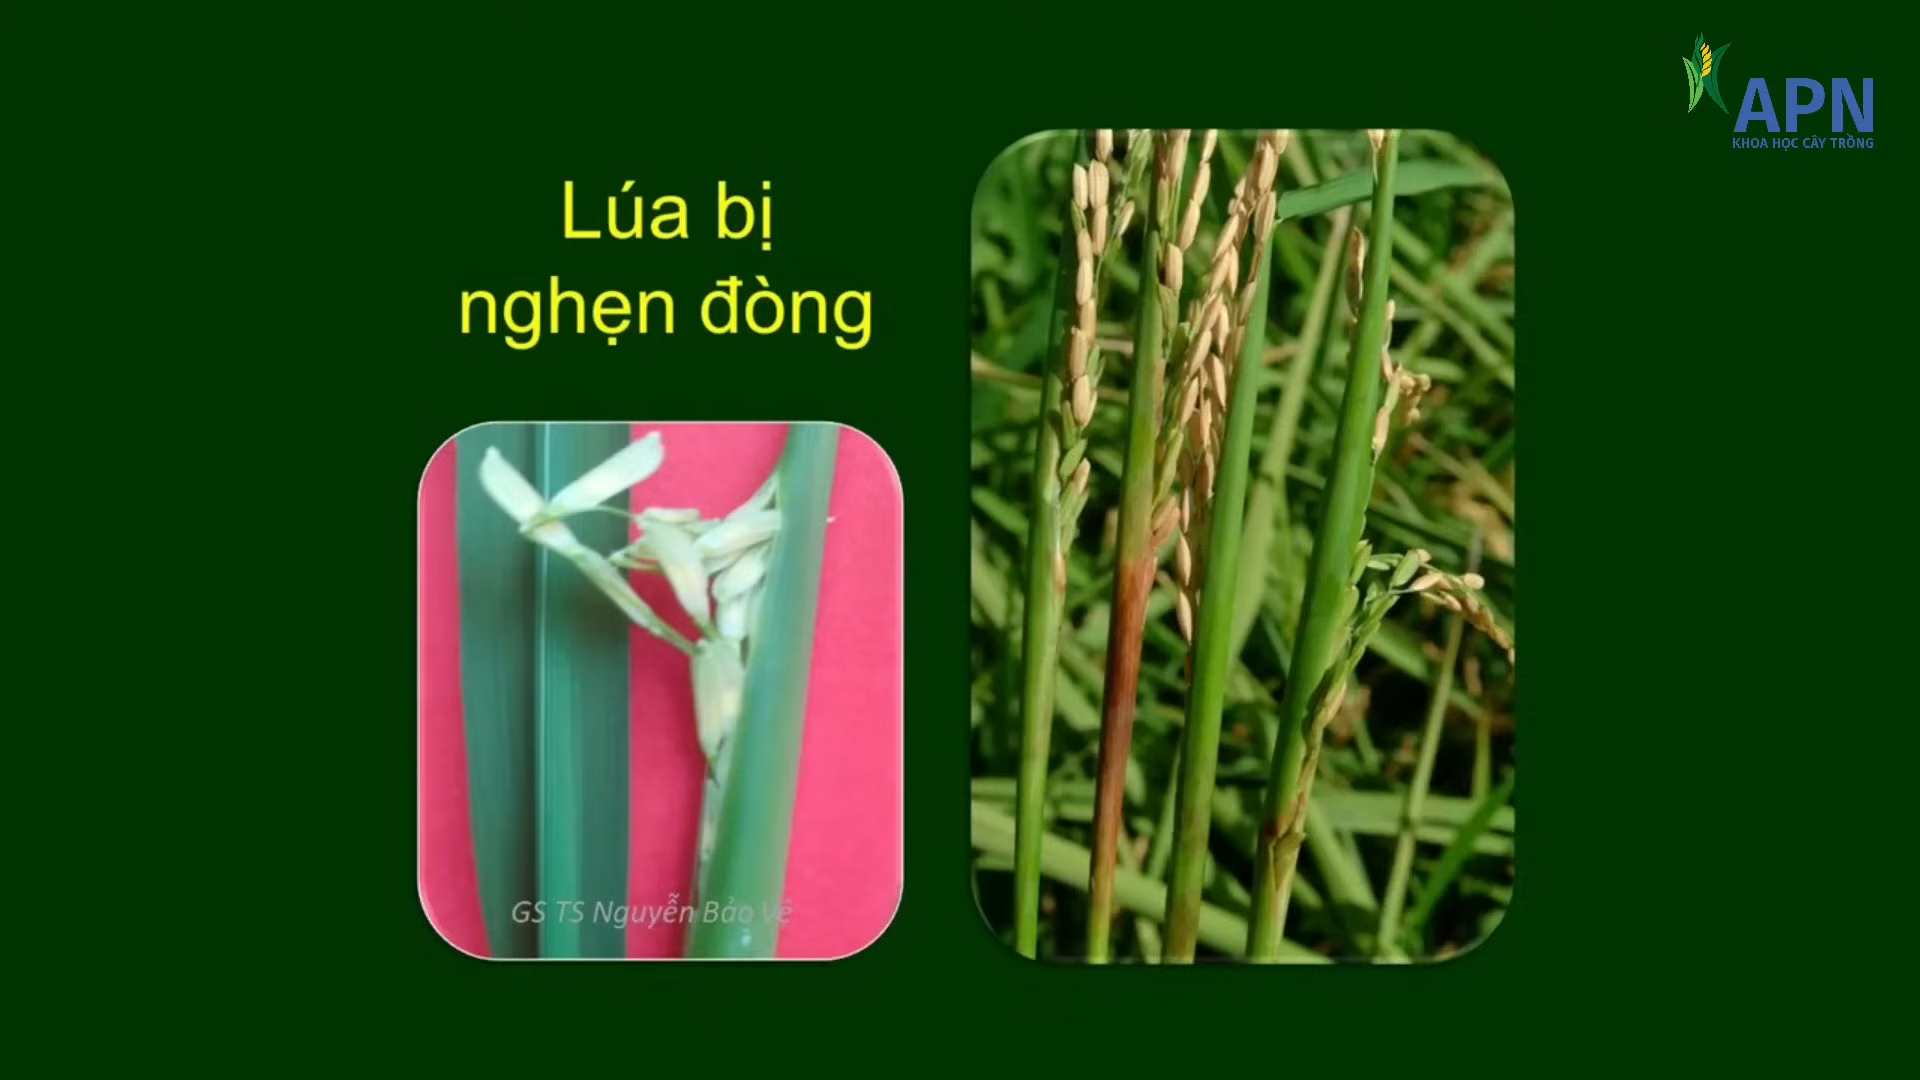 APN
KHOA HỌC CÂY TRỒNG
Lúa bị
nghẹn đòng
GS TS Nguyễn Bảo Vệ